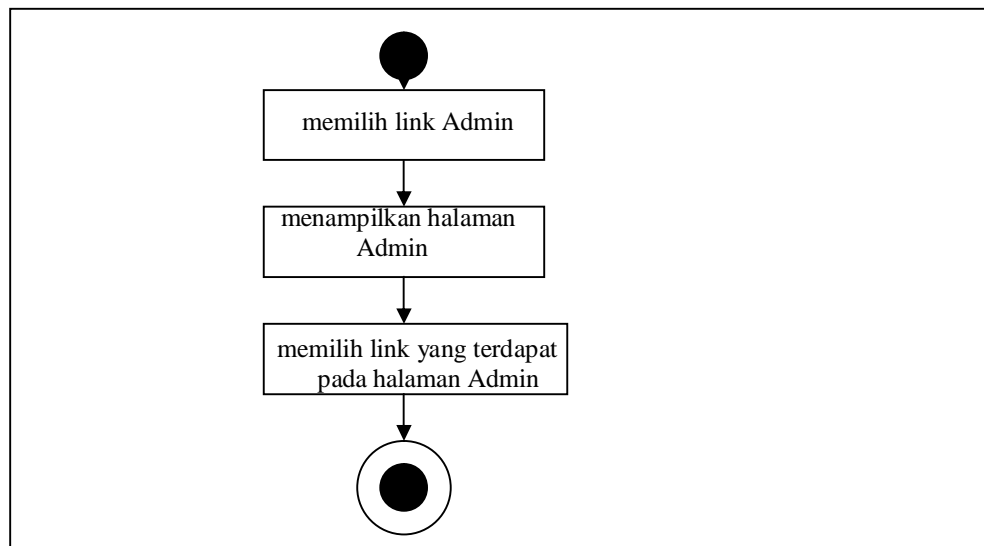 memilih link Admin
menampilkan halaman
Admin
memilih link yang terdapat
pada halaman Admin